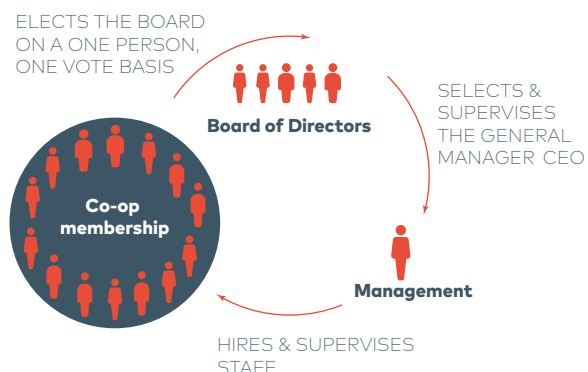 ELECTS THE BOARD
ON A ONE PERSON,
ONE VOTE BASIS
Board of Directors
SELECTS &
SUPERVISES
THE GENERAL
MANAGER CEO
Co-op
membership
Management
HIRES & SUPERVISES
STAFF